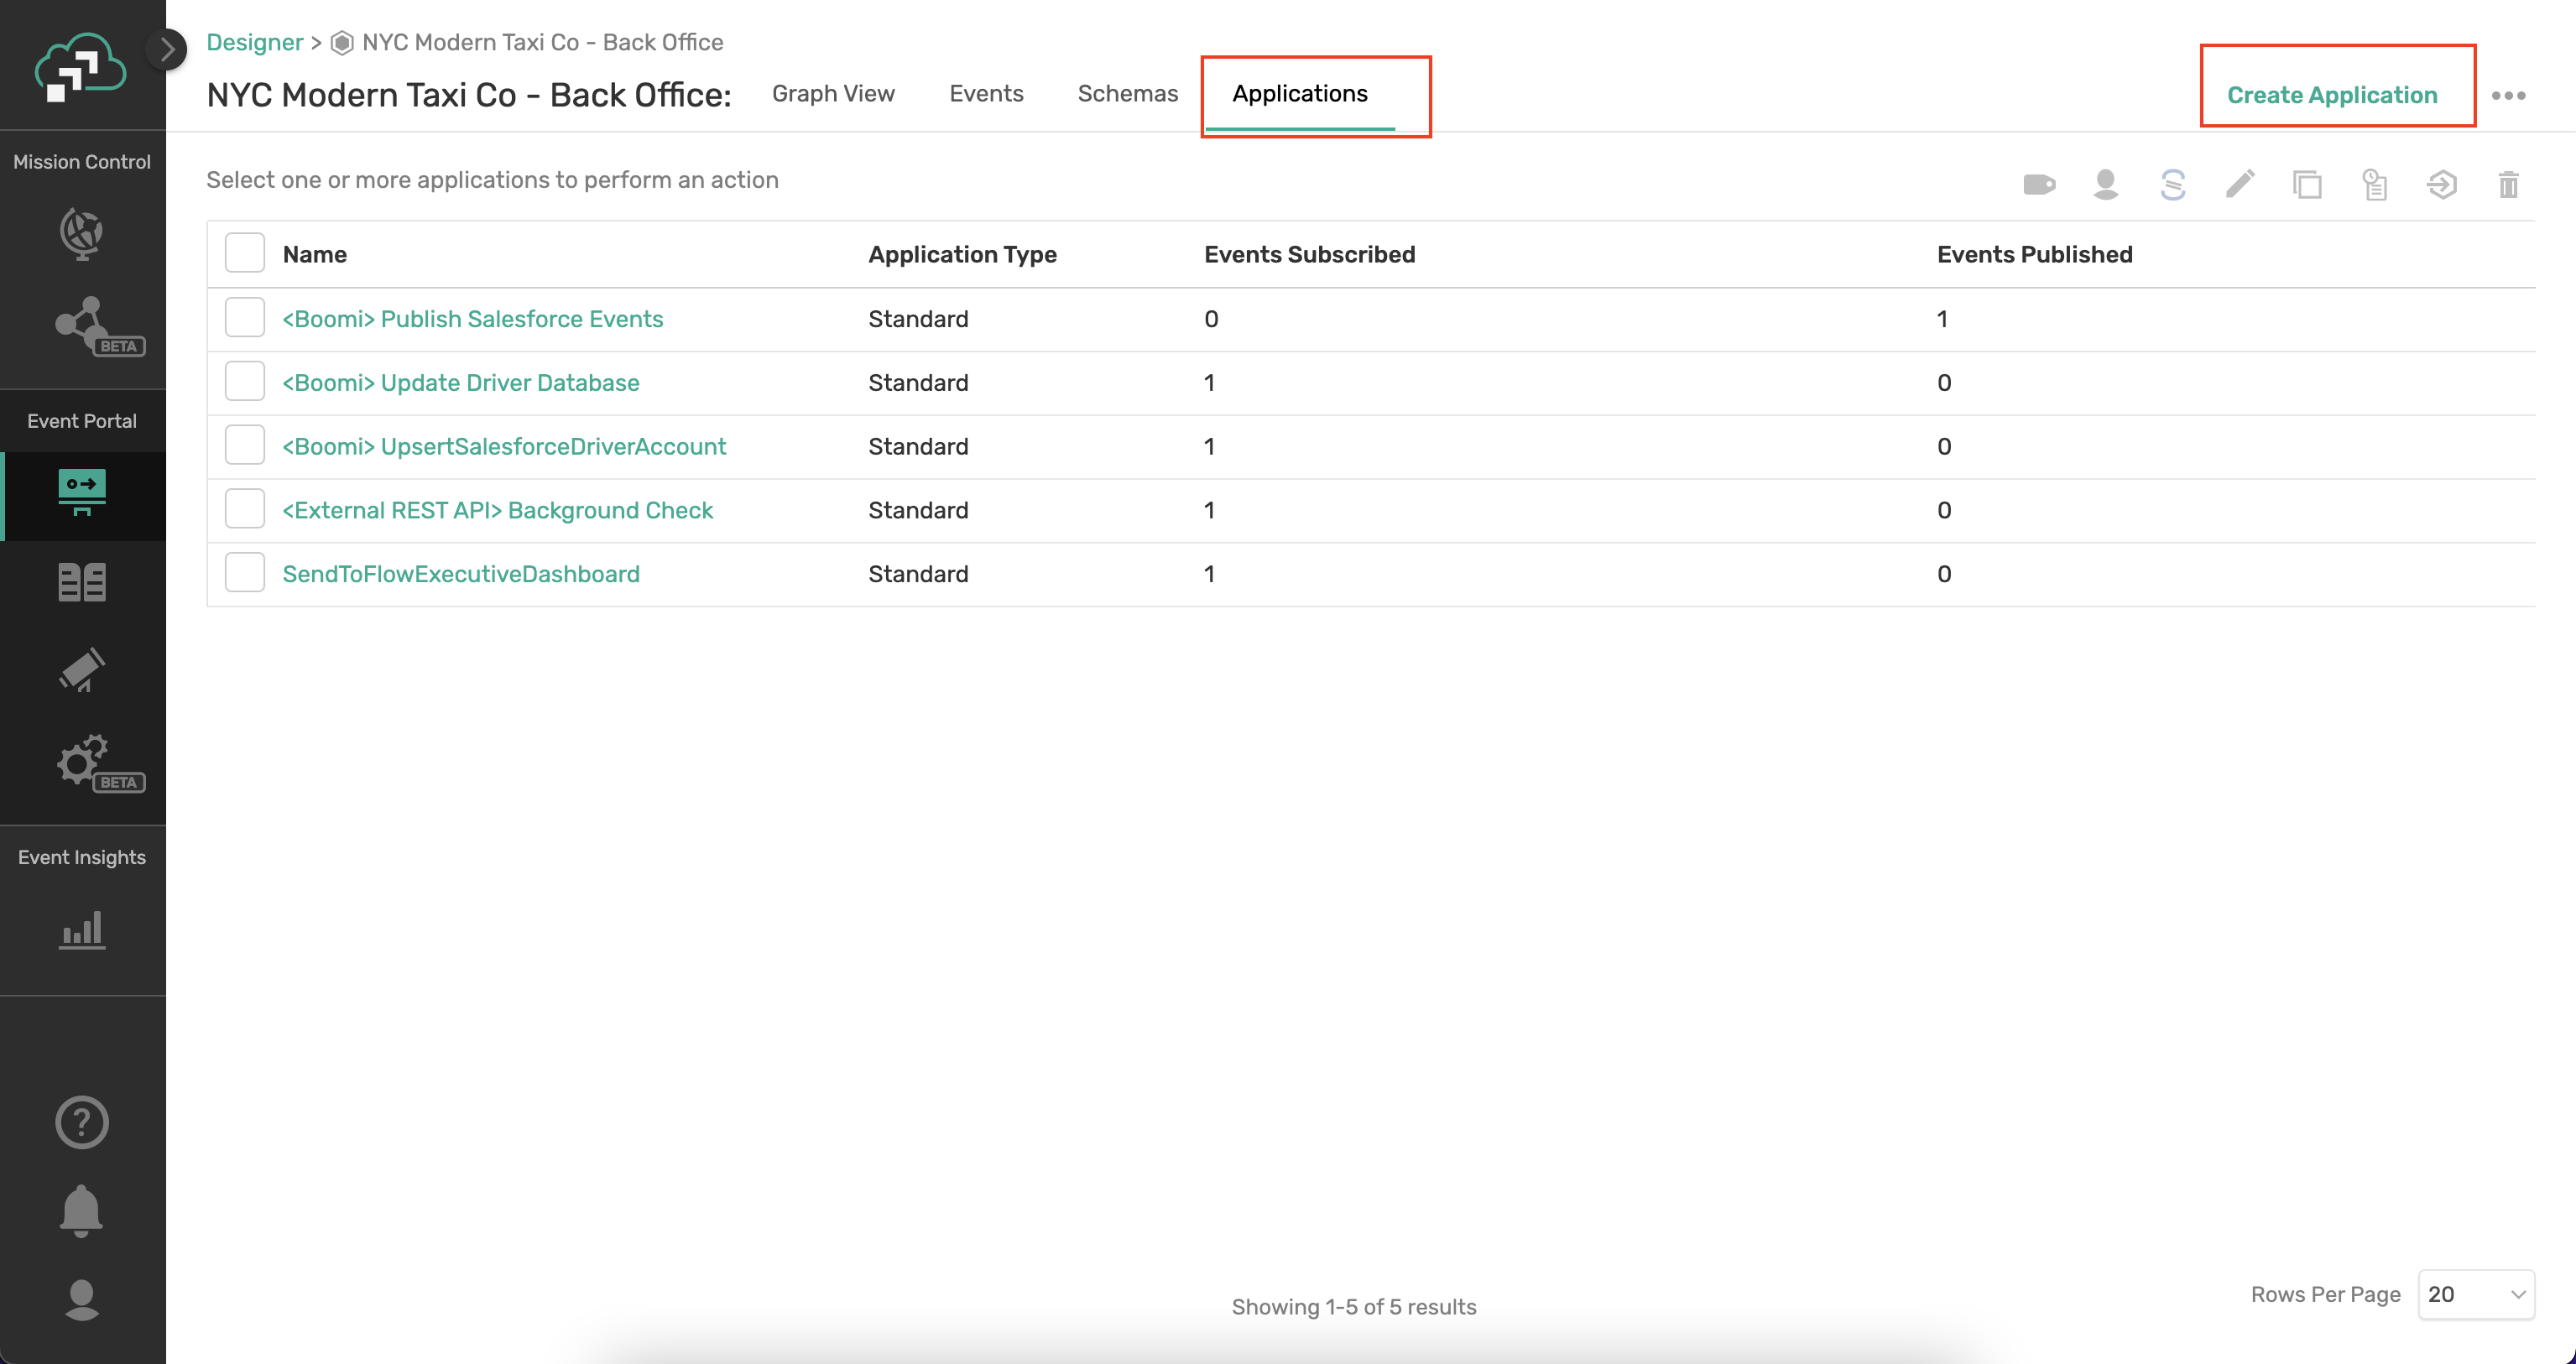 Designer > NYC Modern Taxi Co - Back Office
NYC Modern Taxi Co - Back Office: Graph View Events Schemas Applications Create Application
Mission Control
BETA
Event Portal
BETA
Event Insights
Select one or more applications to perform an action
Name Application Type Events Subscribed Events Published
<Boomi> Publish Salesforce Events Standard 0 1
<Boomi> Update Driver Database Standard 1 0
<Boomi> UpsertSalesforceDriverAccount Standard 1 0
<External REST API> Background Check Standard 1 0
SendToFlowExecutiveDashboard Standard 1 0
Showing 1-5 of 5 results
Rows Per Page 20